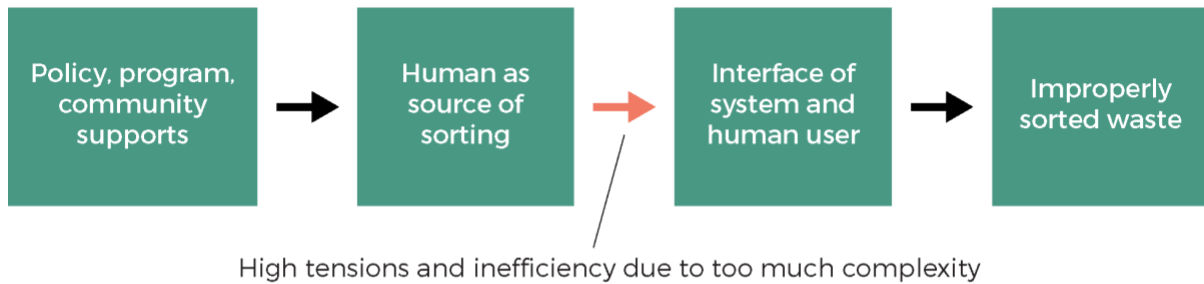 Policy, program,
community
supports
Human as
source of
sorting
Interface of
system and
human user
Improperly
sorted waste
High tensions and inefficiency due to too much complexity